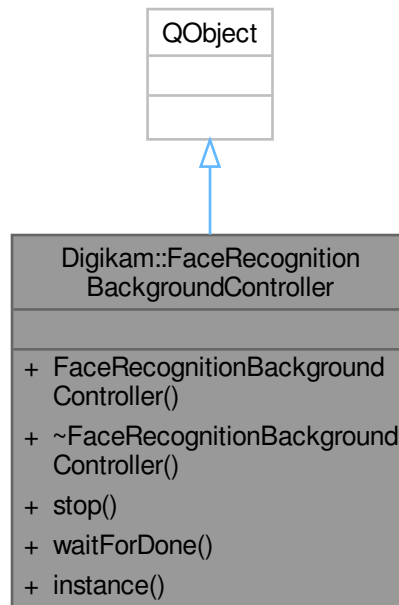 QObject
Digikam::FaceRecognition
BackgroundController
+ FaceRecognitionBackground
Controller()
+ ~FaceRecognitionBackground
Controller()
+ stop()
+ waitForDone()
+ instance()